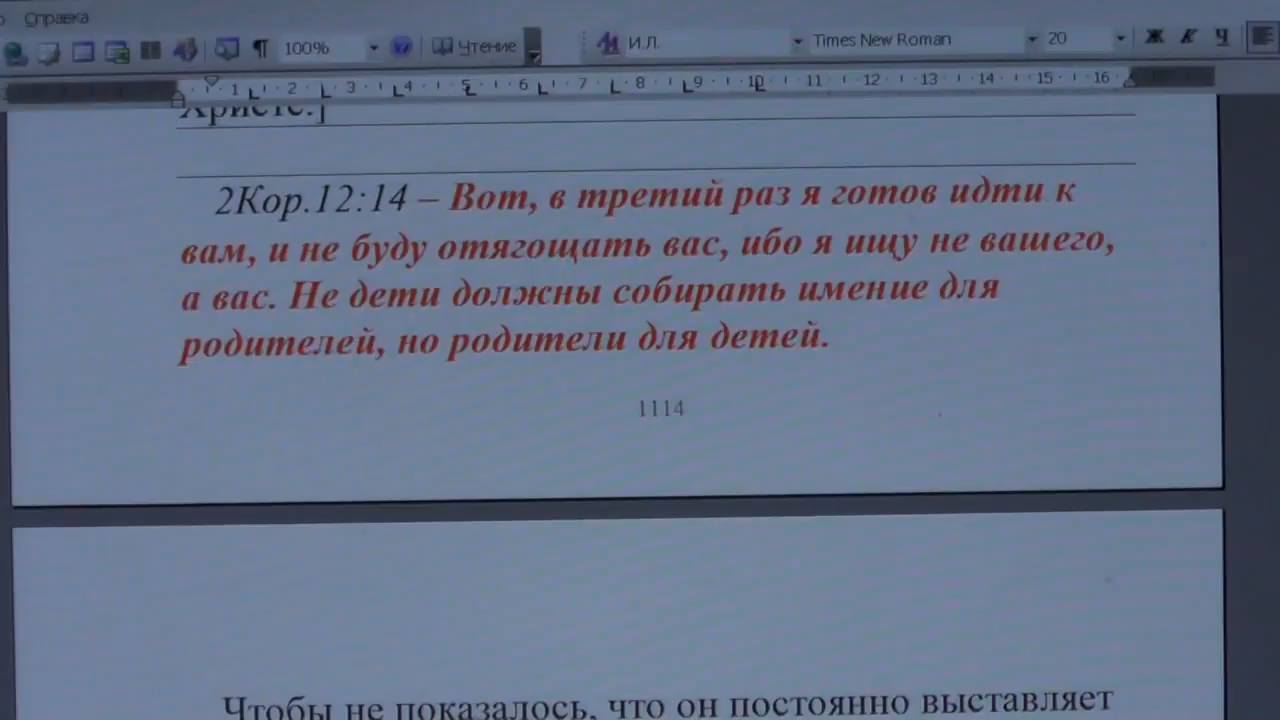 Справка
100%
Чтение
И.Л.
Times New Roman
20
Ж К Ч
1 2 3 4 5 6 7 8 9 10 11 12 13 14 15 16
Христе.]
2Кор.12:14 – Вот, в третий раз я готов идти к
вам, и не буду отягощать вас, ибо я ищу не вашего,
а вас. Не дети должны собирать имение для
родителей, но родители для детей.
1114
Чтобы не показалось, что он постоянно выставляет